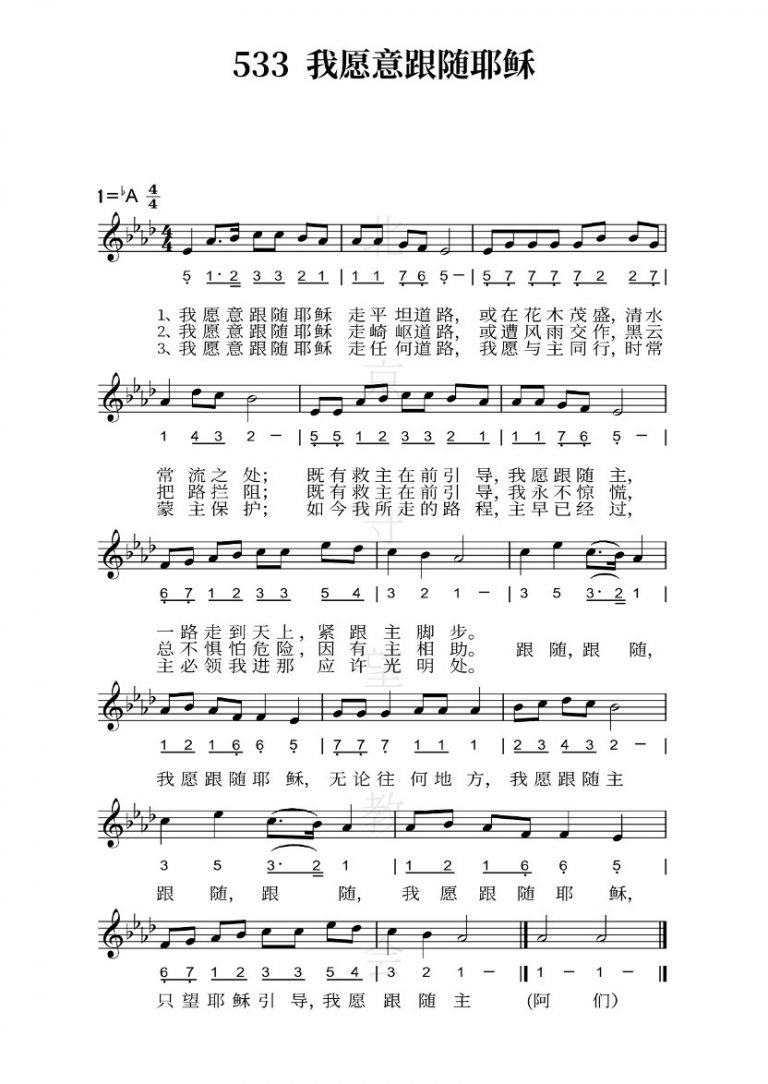 533 我愿意跟随耶稣
1=♭A 4/4
5 1· 2 3 3 2 1 | 1 1 7 6 5 – | 5 7 7 7 7 2 2 7 |
1、我愿意跟随耶稣 走平坦道路, 或在花木茂盛, 清水
2、我愿意跟随耶稣 走崎岖道路, 或遭风雨交作, 黑云
3、我愿意跟随耶稣 走任何道路, 我愿与主同行, 时常
1 4 3 2 – | 5 5 1 2 3 3 2 1 | 1 1 7 6 5 – |
常流之处; 既有救主在前引导, 我愿跟随主,
把路拦阻; 既有救主在前引导, 我永不惊慌,
蒙主保护; 如今我所走的路程, 主早已经过,
6 7 1 2 3 3 5 4 | 3 2 1 – | 3 5 3· 2 1 |
一路走到天上, 紧跟主脚步。
总不惧怕危险, 因有主相助。 跟随, 跟随,
主必领我进那应许光明处。
1 2 1 6 6 5 | 7 7 7 1 1 1 | 2 3 4 3 2 – |
我愿跟随耶稣, 无论往何地方, 我愿跟随主
3 5 3· 2 1 | 1 2 1 6 6 5 |
跟随, 跟随, 我愿跟随耶稣,
6 7 1 2 3 3 5 4 | 3 2 1 – || 1 – 1 – ||
只望耶稣引导, 我愿跟随主 (阿们)
北京守望教会